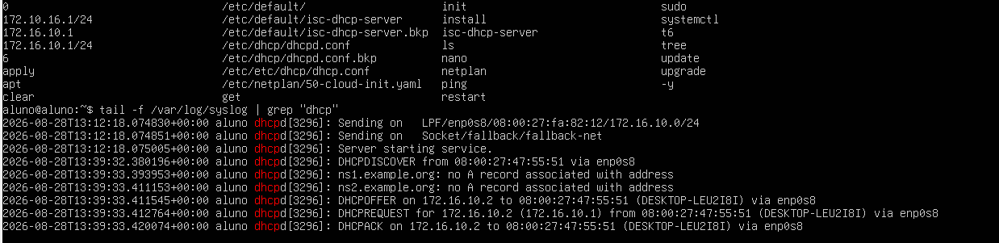 0 /etc/default/ init sudo
172.10.16.1/24 /etc/default/isc-dhcp-server install systemctl
172.16.10.1 /etc/default/isc-dhcp-server.bkp isc-dhcp-server t6
172.16.10.1/24 /etc/dhcp/dhcpd.conf ls tree
6 /etc/dhcp/dhcpd.conf.bkp nano update
apply /etc/etc/dhcp/dhcp.conf netplan upgrade
apt /etc/netplan/50-cloud-init.yaml ping -y
clear get restart
aluno@aluno:~$ tail -f /var/log/syslog | grep "dhcp"
2026-08-28T13:12:18.074830+00:00 aluno dhcpd[3296]: Sending on   LPF/enp0s8/08:00:27:fa:82:12/172.16.10.0/24
2026-08-28T13:12:18.074851+00:00 aluno dhcpd[3296]: Sending on   Socket/fallback/fallback-net
2026-08-28T13:12:18.075005+00:00 aluno dhcpd[3296]: Server starting service.
2026-08-28T13:39:32.380196+00:00 aluno dhcpd[3296]: DHCPDISCOVER from 08:00:27:47:55:51 via enp0s8
2026-08-28T13:39:33.393953+00:00 aluno dhcpd[3296]: ns1.example.org: no A record associated with address
2026-08-28T13:39:33.411153+00:00 aluno dhcpd[3296]: ns2.example.org: no A record associated with address
2026-08-28T13:39:33.411545+00:00 aluno dhcpd[3296]: DHCPOFFER on 172.16.10.2 to 08:00:27:47:55:51 (DESKTOP-LEU2I8I) via enp0s8
2026-08-28T13:39:33.412764+00:00 aluno dhcpd[3296]: DHCPREQUEST for 172.16.10.2 (172.16.10.1) from 08:00:27:47:55:51 (DESKTOP-LEU2I8I) via enp0s8
2026-08-28T13:39:33.420074+00:00 aluno dhcpd[3296]: DHCPACK on 172.16.10.2 to 08:00:27:47:55:51 (DESKTOP-LEU2I8I) via enp0s8